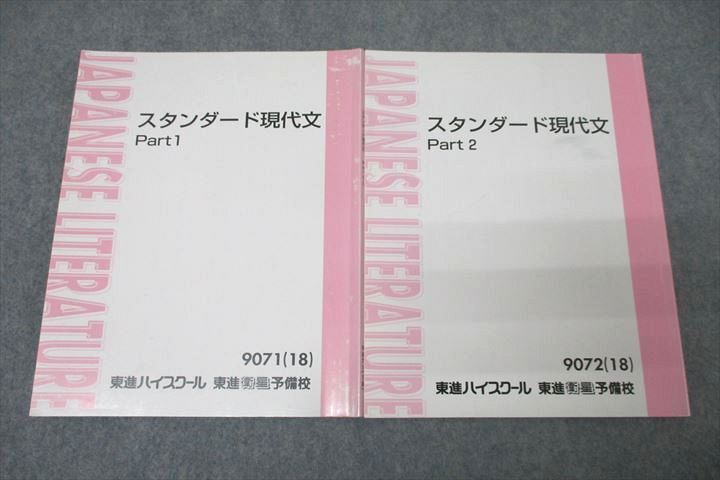 JAPANESE LITERATURE
スタンダード現代文
Part 1
9071(18)
東進ハイスクール 東進衛星予備校
JAPANESE LITERATURE
スタンダード現代文
Part 2
9072(18)
東進ハイスクール 東進衛星予備校